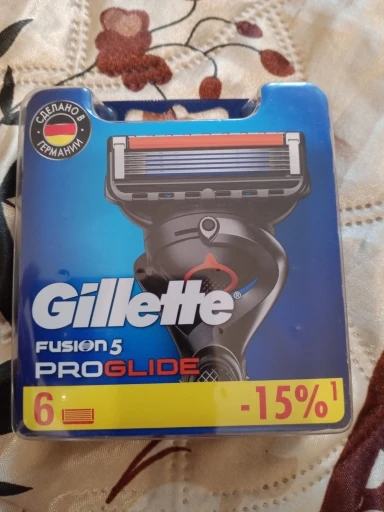 СДЕЛАНО В
ГЕРМАНИИ
Gillette®
FUSION5
PROGLIDE
6
-15%¹